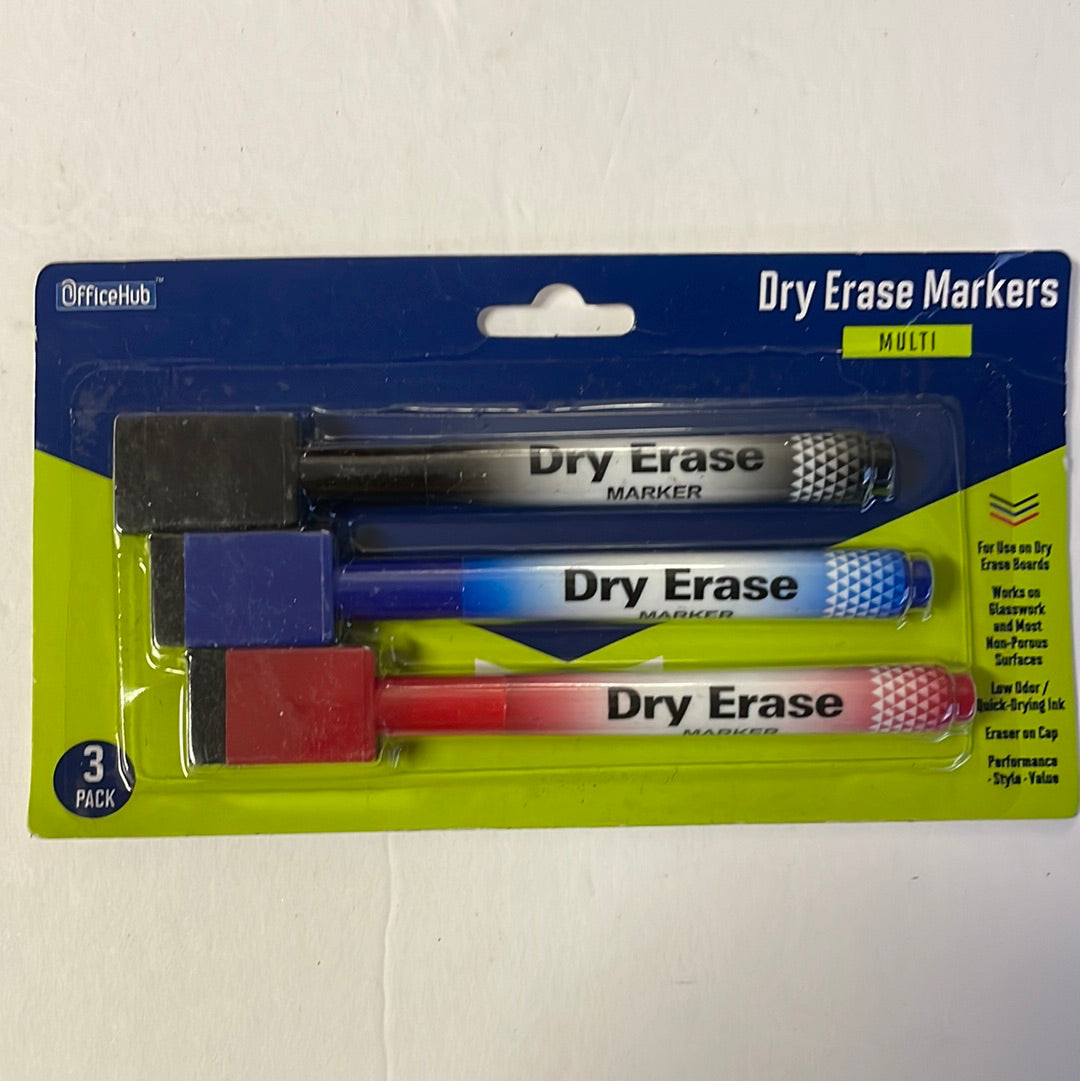 @fficeHub™
Dry Erase Markers
MULTI
Dry Erase
MARKER
Dry Erase
MARKER
Dry Erase
MARKER
For Use on Dry
Erase Boards
Works on
Glasswork
and Most
Non-Porous
Surfaces
Low Odor /
Quick-Drying Ink
Eraser on Cap
Performance
- Style - Value
3
PACK